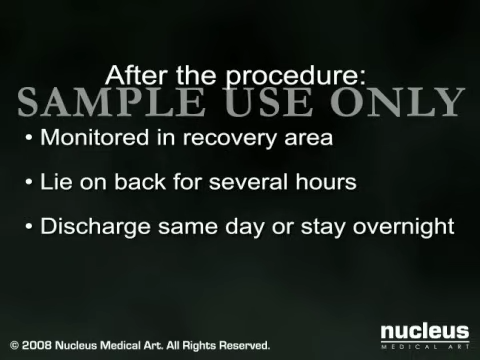 After the procedure:
SAMPLE USE ONLY
• Monitored in recovery area
• Lie on back for several hours
• Discharge same day or stay overnight
nucleus
MEDICAL ART
© 2008 Nucleus Medical Art. All Rights Reserved.